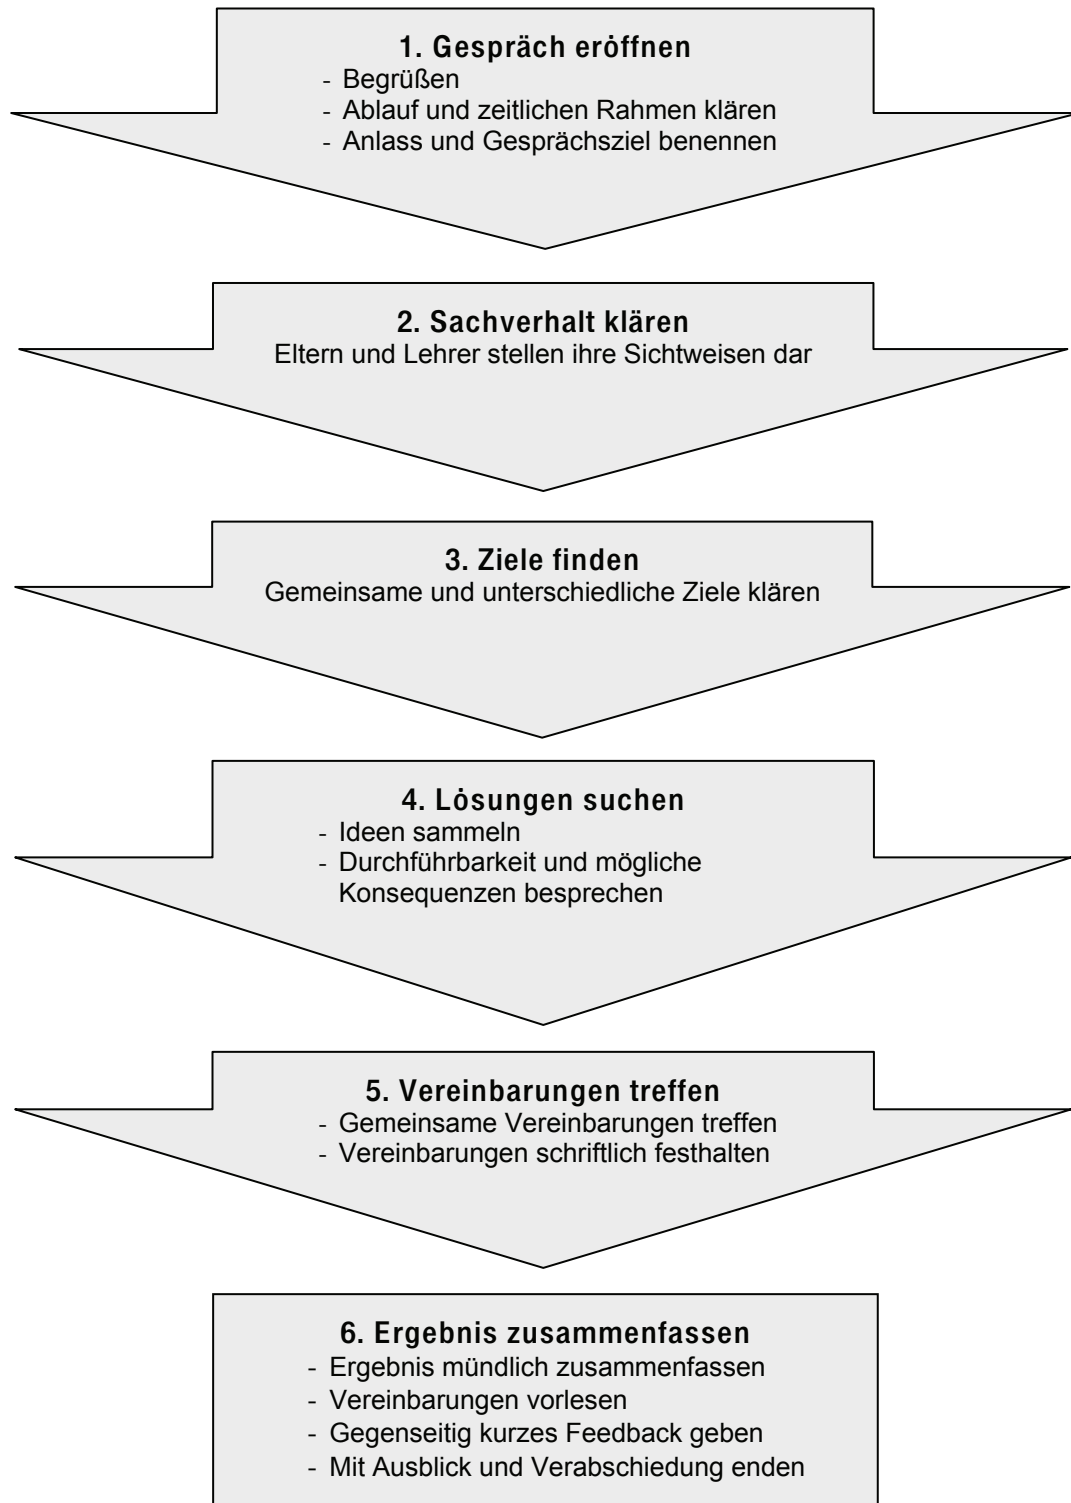 1. Gespräch eröffnen
- Begrüßen
- Ablauf und zeitlichen Rahmen klären
- Anlass und Gesprächsziel benennen
2. Sachverhalt klären
Eltern und Lehrer stellen ihre Sichtweisen dar
3. Ziele finden
Gemeinsame und unterschiedliche Ziele klären
4. Lösungen suchen
- Ideen sammeln
- Durchführbarkeit und mögliche
Konsequenzen besprechen
5. Vereinbarungen treffen
- Gemeinsame Vereinbarungen treffen
- Vereinbarungen schriftlich festhalten
6. Ergebnis zusammenfassen
- Ergebnis mündlich zusammenfassen
- Vereinbarungen vorlesen
- Gegenseitig kurzes Feedback geben
- Mit Ausblick und Verabschiedung enden